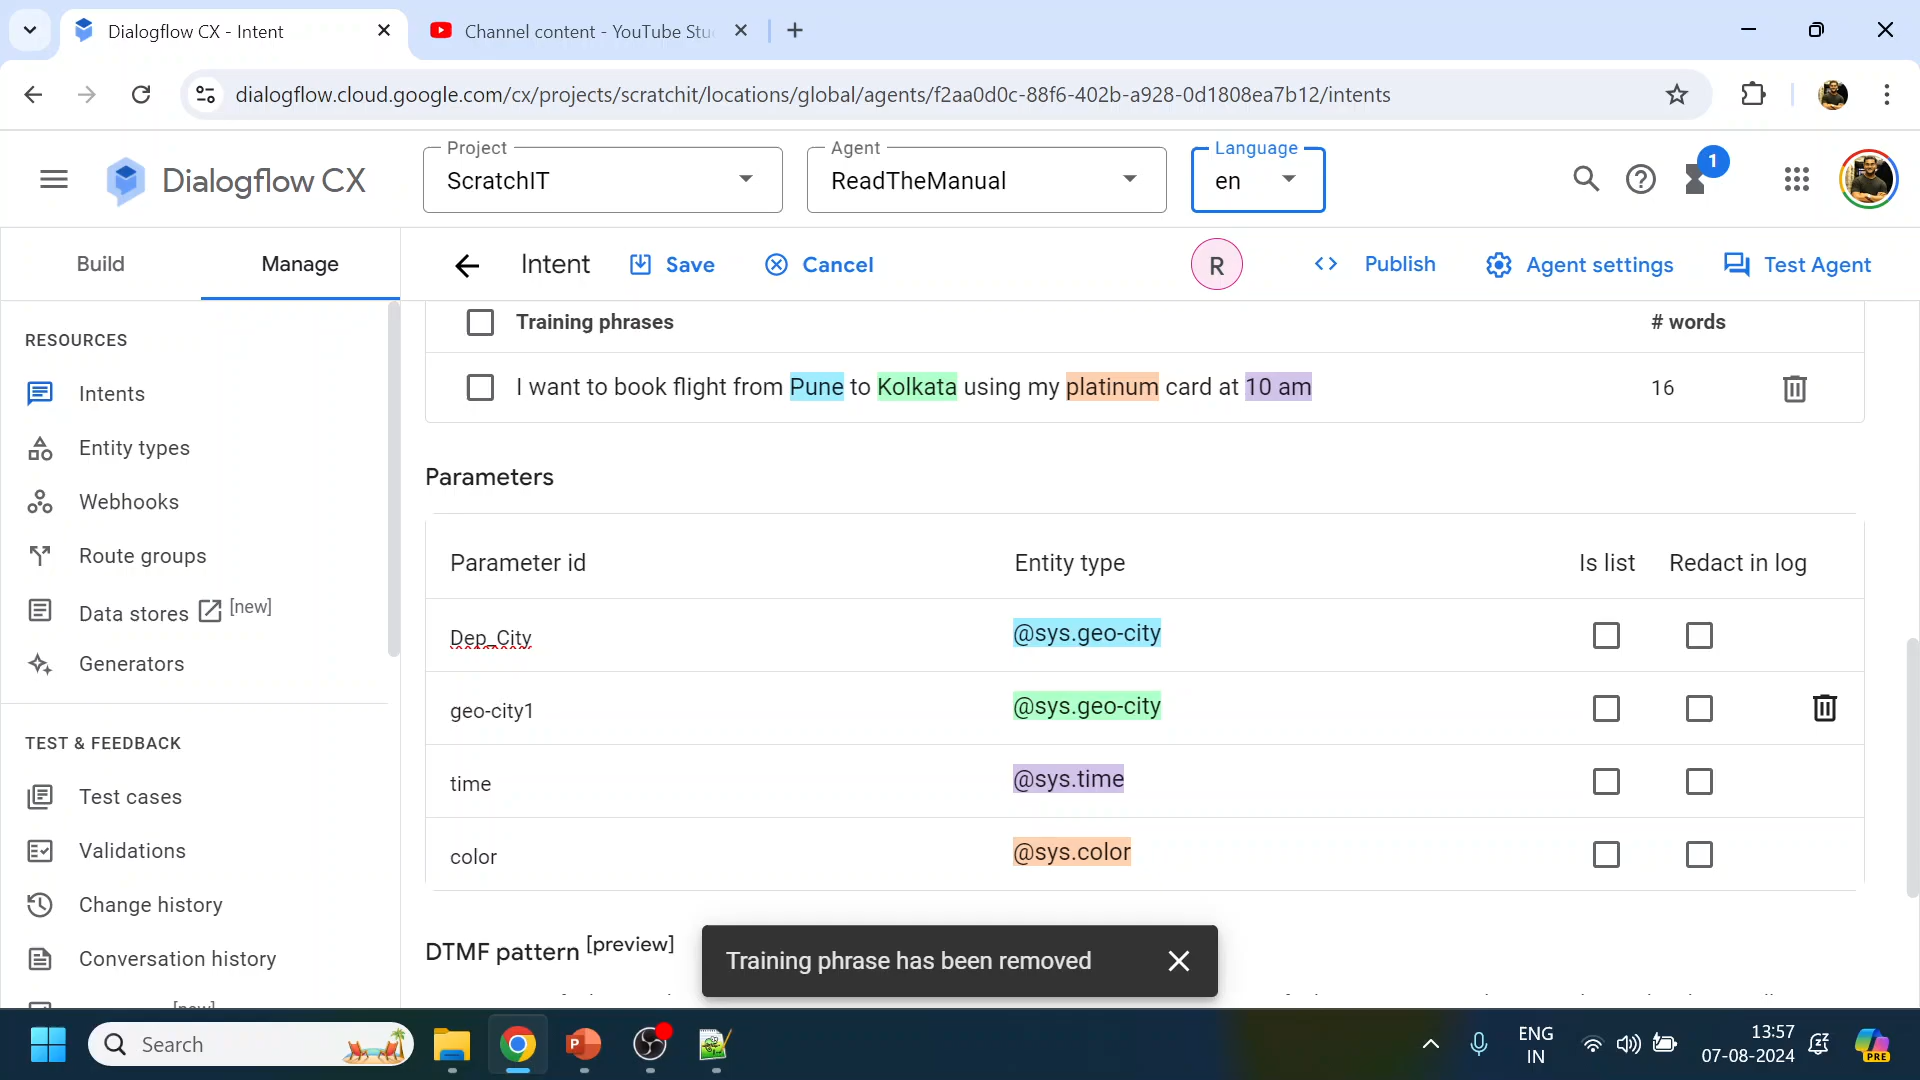 Dialogflow CX - Intent
Channel content - YouTube Stu
dialogflow.cloud.google.com/cx/projects/scratchit/locations/global/agents/f2aa0d0c-88f6-402b-a928-0d1808ea7b12/intents
Dialogflow CX
Project
ScratchIT
Agent
ReadTheManual
Language
en
1
Build
Manage
Intent
Save
Cancel
R
Publish
Agent settings
Test Agent
RESOURCES
Intents
Entity types
Webhooks
Route groups
Data stores [new]
Generators
TEST & FEEDBACK
Test cases
Validations
Change history
Conversation history
[new]
Training phrases # words
I want to book flight from Pune to Kolkata using my platinum card at 10 am 16
Parameters
Parameter id Entity type Is list Redact in log
Dep_City @sys.geo-city
geo-city1 @sys.geo-city
time @sys.time
color @sys.color
DTMF pattern [preview]
Training phrase has been removed
Search
ENG
IN
13:57
07-08-2024
PRE